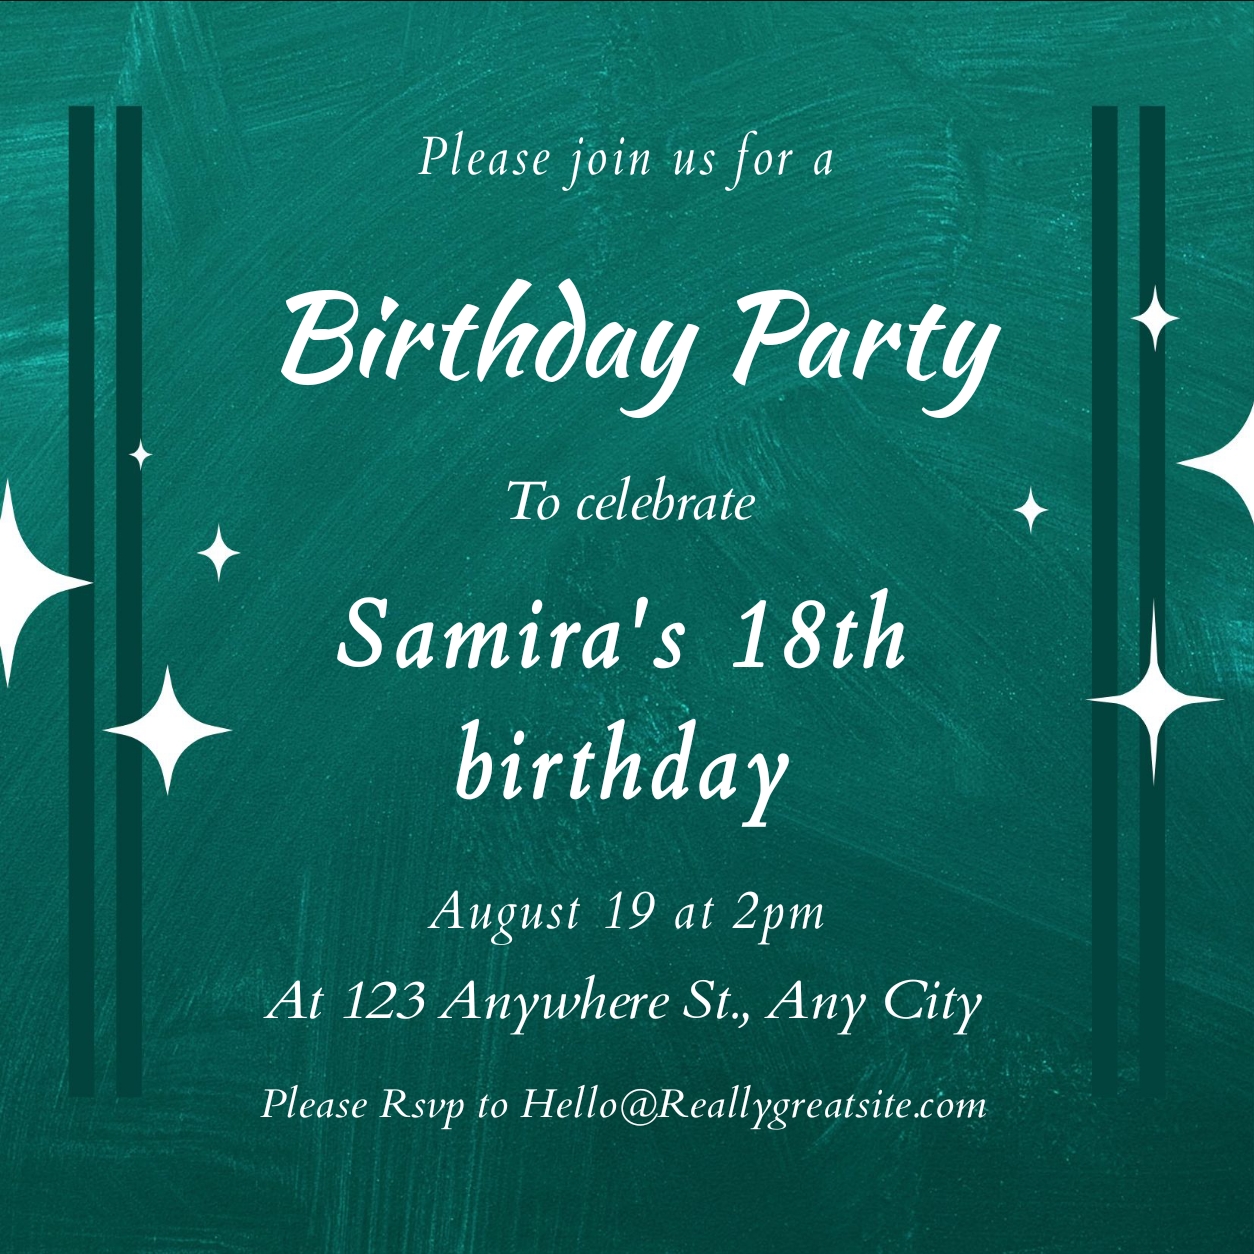 Please join us for a
Birthday Party
To celebrate
Samira's 18th
birthday
August 19 at 2pm
At 123 Anywhere St., Any City
Please Rsvp to Hello@Reallygreatsite.com